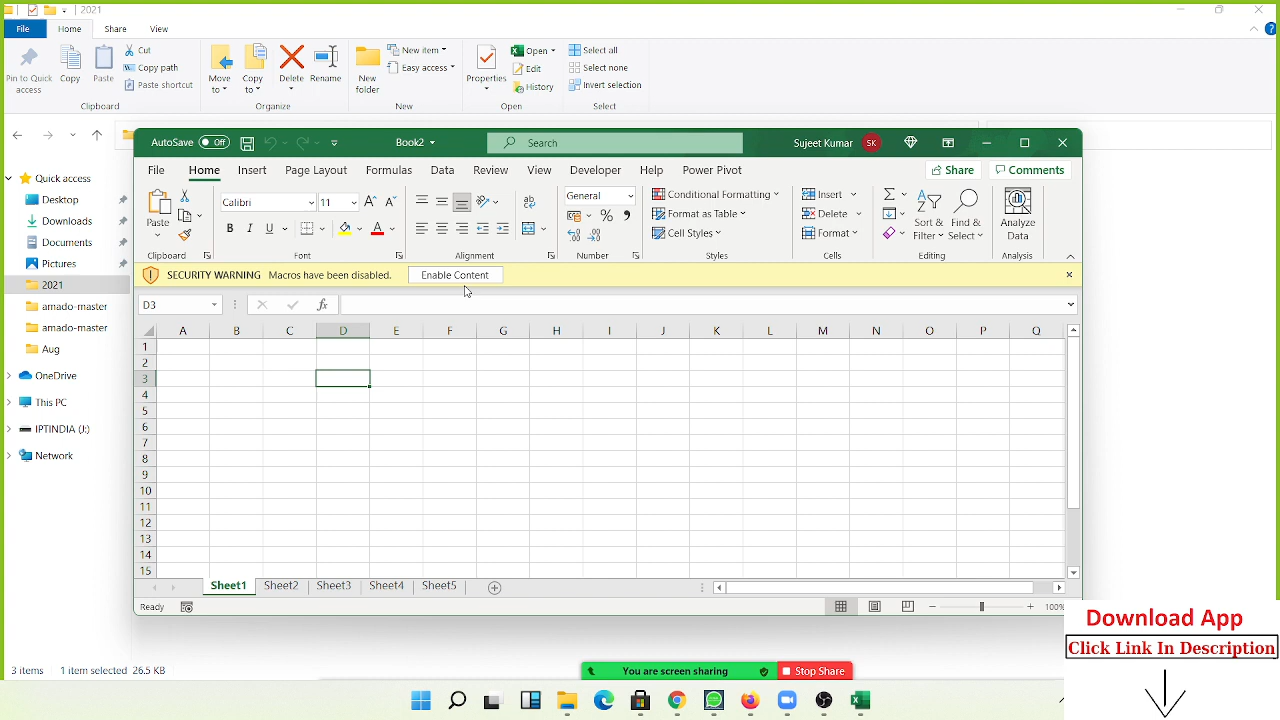 2021
File Home Share View
Pin to Quick access
Copy
Paste
Cut
Copy path
Paste shortcut
Clipboard
Move to
Copy to
Delete
Rename
Organize
New folder
New item
Easy access
New
Properties
Open
Edit
History
Open
Select all
Select none
Invert selection
Select
Quick access
Desktop
Downloads
Documents
Pictures
2021
amado-master
amado-master
Aug
OneDrive
This PC
IPTINDIA (J:)
Network
3 items 1 item selected 26.5 KB
AutoSave Off Book2 Search Sujeet Kumar SK
File Home Insert Page Layout Formulas Data Review View Developer Help Power Pivot Share Comments
Paste
Clipboard
Calibri 11
B I U
Font
Alignment
General
Number
Conditional Formatting
Format as Table
Cell Styles
Styles
Insert
Delete
Format
Cells
Sort & Filter
Find & Select
Editing
Analyze Data
Analysis
SECURITY WARNING Macros have been disabled. Enable Content
D3 fx
A B C D E F G H I J K L M N O P Q
1
2
3
4
5
6
7
8
9
10
11
12
13
14
15
Sheet1 Sheet2 Sheet3 Sheet4 Sheet5
Ready 100%
You are screen sharing Stop Share
Download App
Click Link In Description